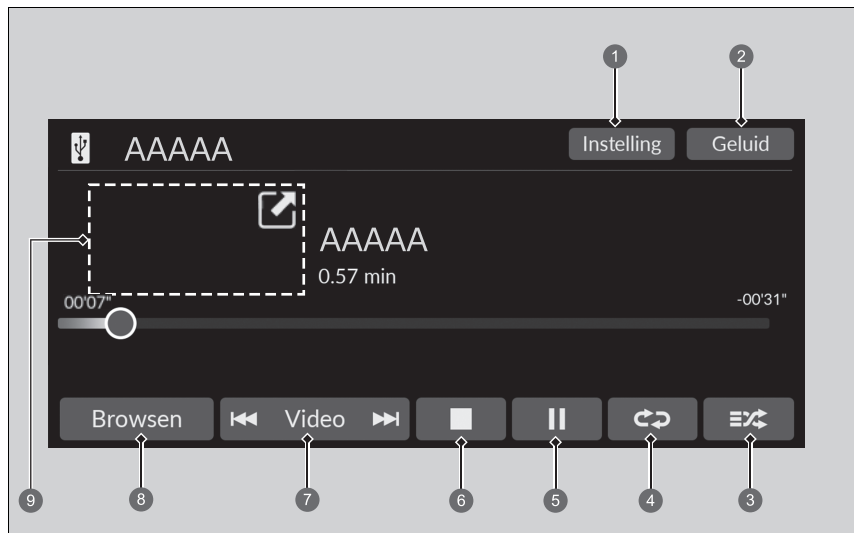 1 2
AAAAA Instelling Geluid
AAAAA
9
0.57 min
00'07" -00'31"
Browsen Video
8 7 6 5 4 3